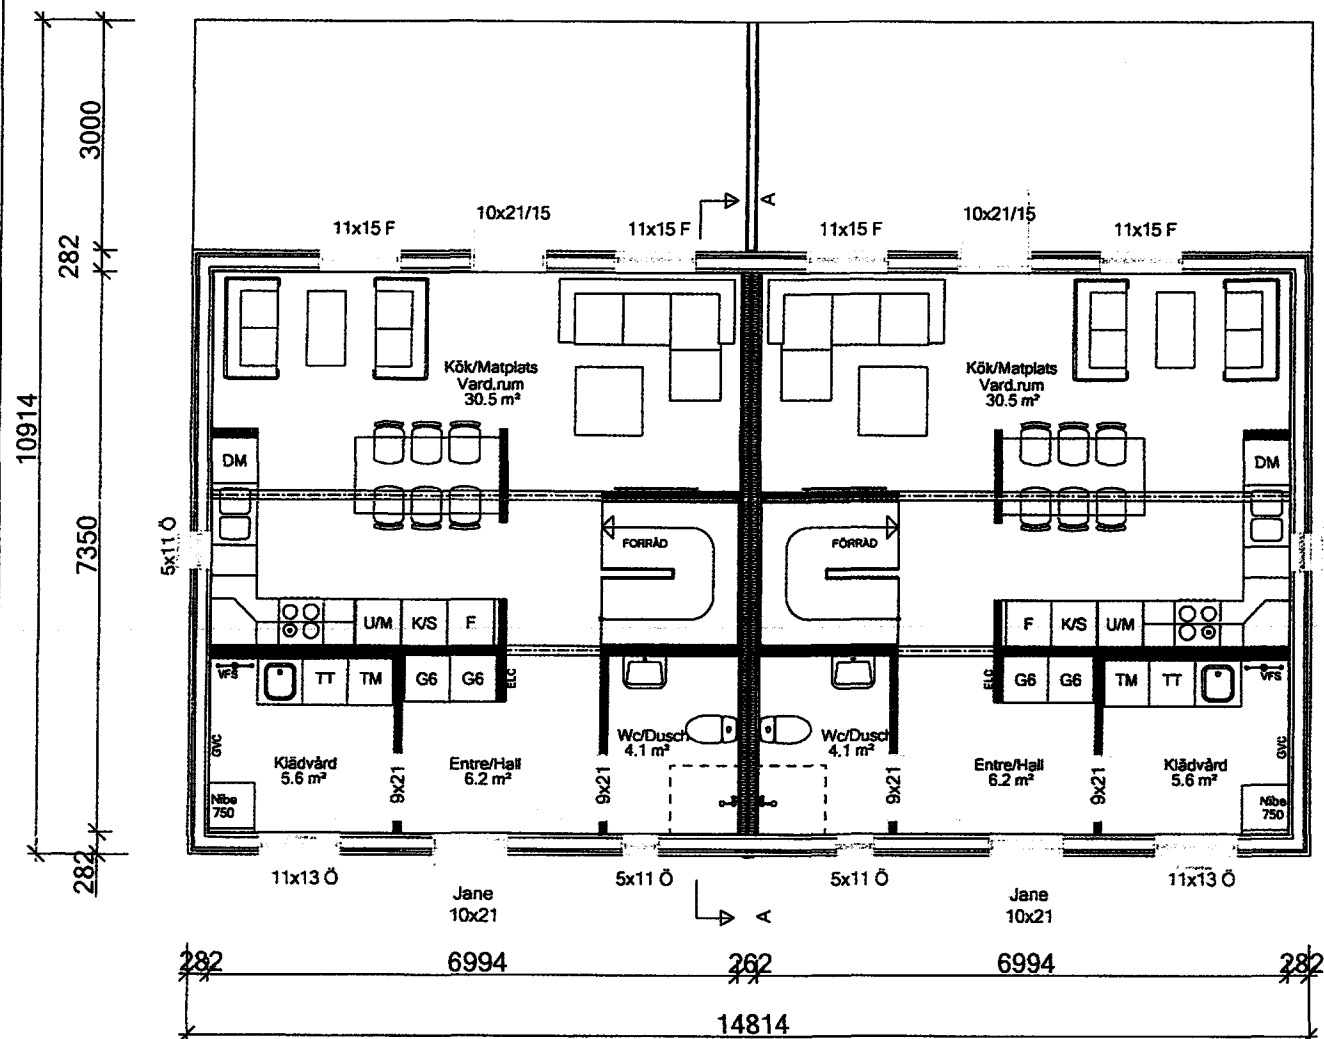 3000
282
10914
7350
282
11x15 F
10x21/15
11x15 F
A
11x15 F
10x21/15
11x15 F
Kök/Matplats
Vard.rum
30.5 m²
Kök/Matplats
Vard.rum
30.5 m²
DM
DM
5x11 Ö
FORRÅD
FÖRRÅD
U/M
K/S
F
F
K/S
U/M
VFS
TT
TM
G6
G6
ELC
ELC
G6
G6
TM
TT
VFS
GVC
Klädvård
5.6 m²
Entre/Hall
6.2 m²
Wc/Dusch
4.1 m²
Wc/Dusch
4.1 m²
Entre/Hall
6.2 m²
Klädvård
5.6 m²
GVC
9x21
9x21
9x21
9x21
Nibe
750
Nibe
750
11x13 Ö
Jane
10x21
5x11 Ö
A
5x11 Ö
Jane
10x21
11x13 Ö
282
6994
262
6994
282
14814